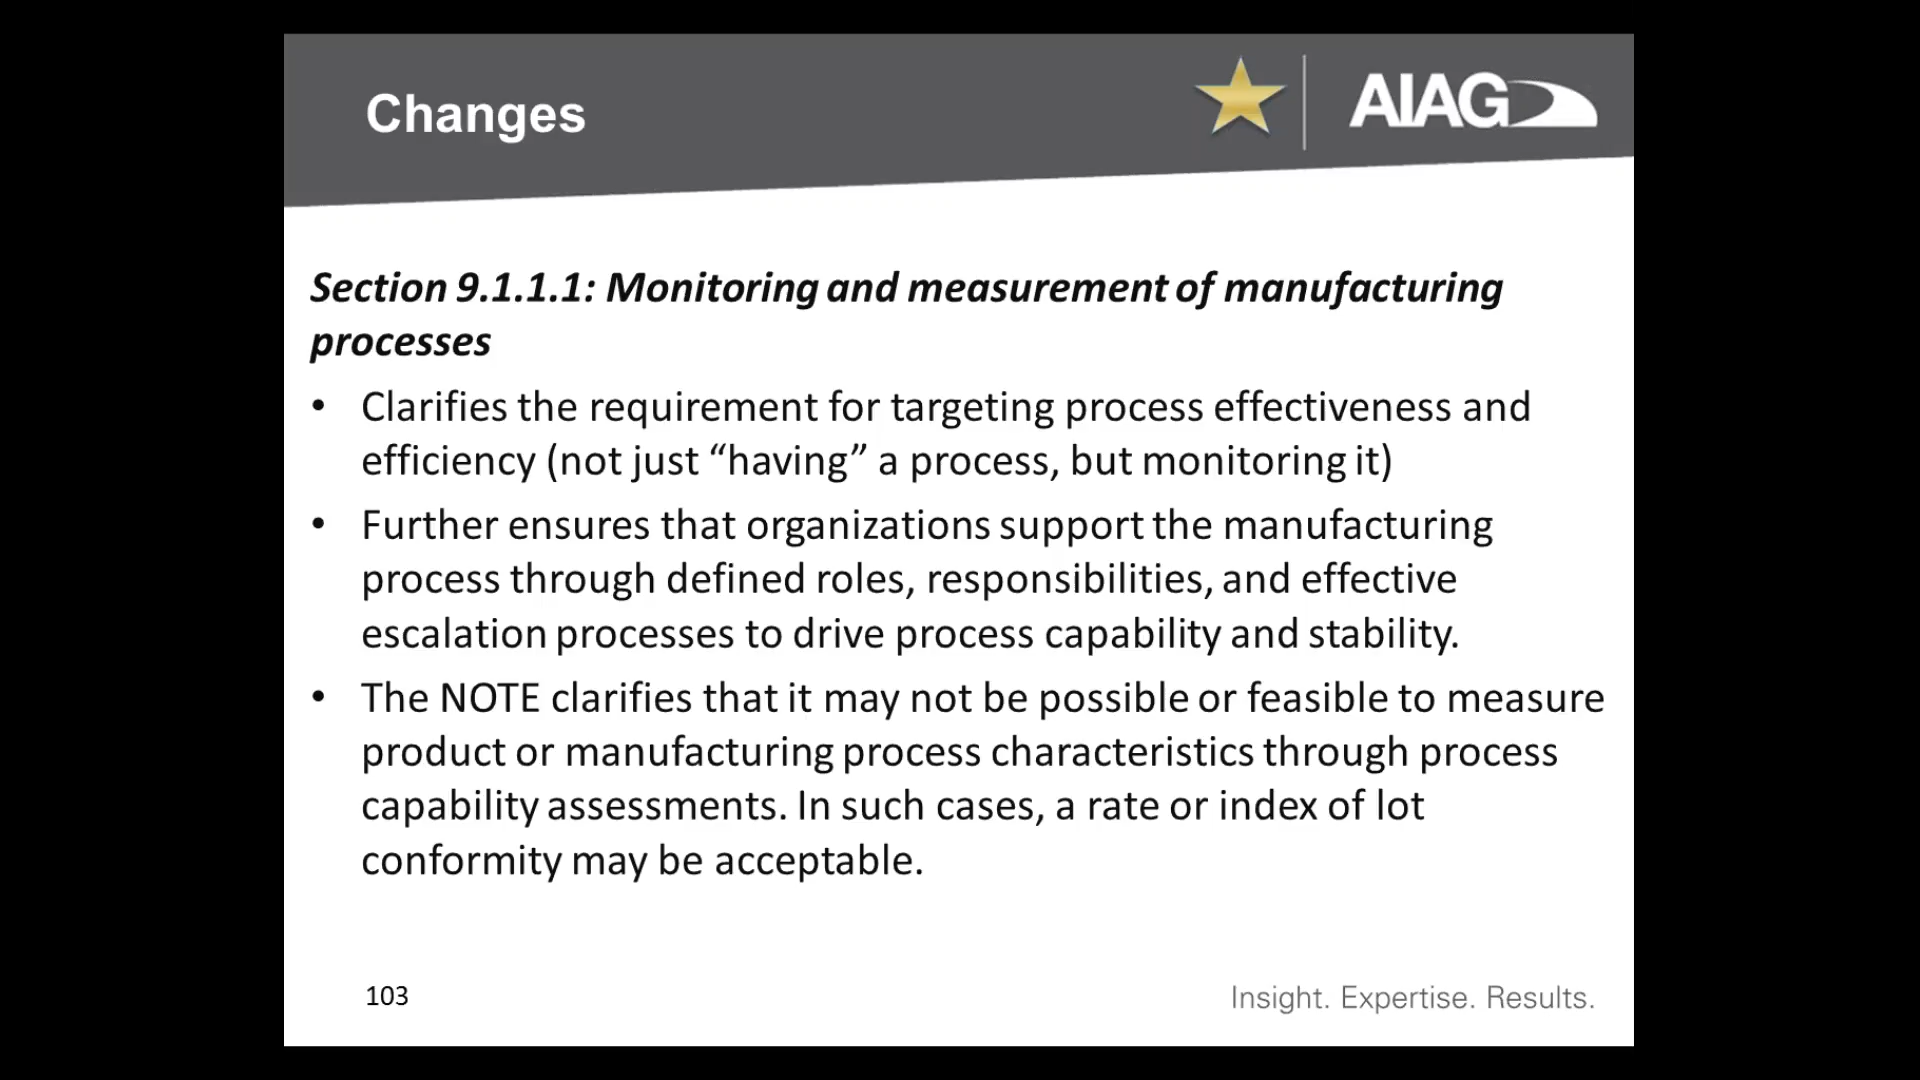 Changes
AIAG
Section 9.1.1.1: Monitoring and measurement of manufacturing
processes
• Clarifies the requirement for targeting process effectiveness and
efficiency (not just “having” a process, but monitoring it)
• Further ensures that organizations support the manufacturing
process through defined roles, responsibilities, and effective
escalation processes to drive process capability and stability.
• The NOTE clarifies that it may not be possible or feasible to measure
product or manufacturing process characteristics through process
capability assessments. In such cases, a rate or index of lot
conformity may be acceptable.
103
Insight. Expertise. Results.